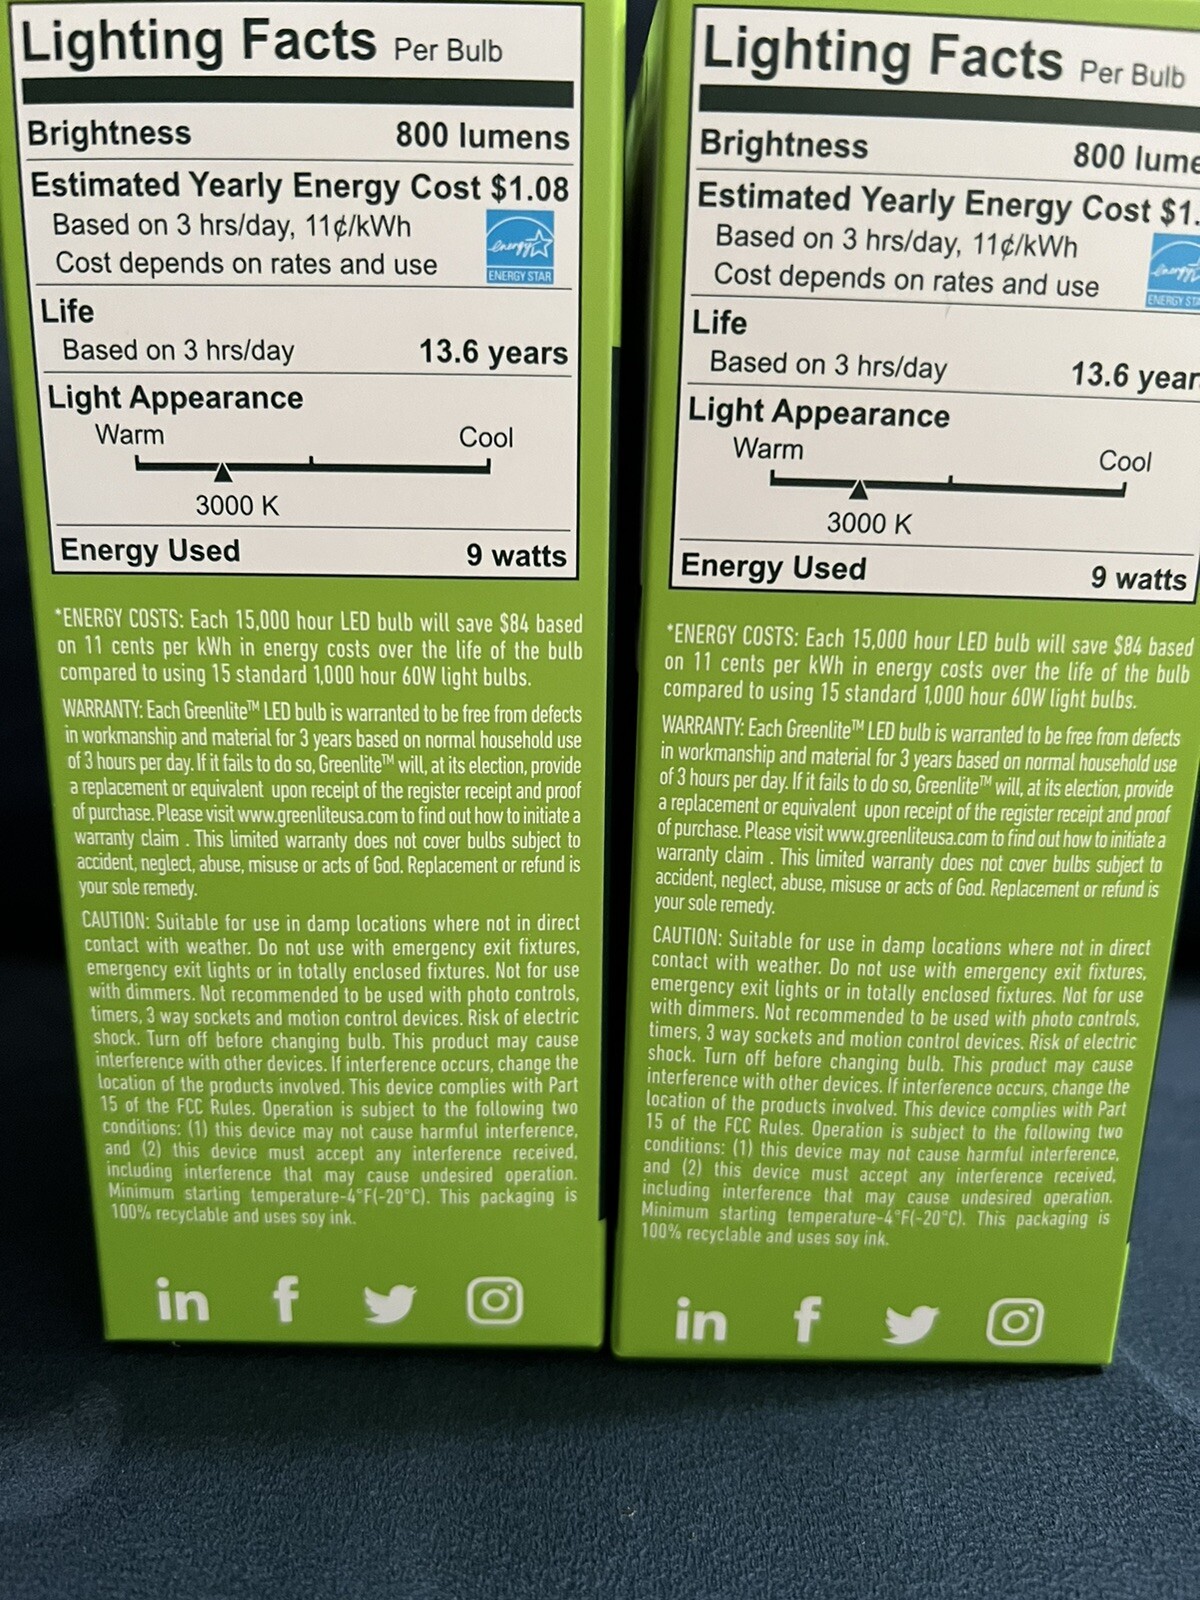 Lighting Facts Per Bulb
Brightness 800 lumens
Estimated Yearly Energy Cost $1.08
Based on 3 hrs/day, 11¢/kWh
Cost depends on rates and use
energy
ENERGY STAR
Life
Based on 3 hrs/day 13.6 years
Light Appearance
Warm Cool
3000 K
Energy Used 9 watts
*ENERGY COSTS: Each 15,000 hour LED bulb will save $84 based
on 11 cents per kWh in energy costs over the life of the bulb
compared to using 15 standard 1,000 hour 60W light bulbs.
WARRANTY: Each Greenlite™ LED bulb is warranted to be free from defects
in workmanship and material for 3 years based on normal household use
of 3 hours per day. If it fails to do so, Greenlite™ will, at its election, provide
a replacement or equivalent upon receipt of the register receipt and proof
of purchase. Please visit www.greenliteusa.com to find out how to initiate a
warranty claim . This limited warranty does not cover bulbs subject to
accident, neglect, abuse, misuse or acts of God. Replacement or refund is
your sole remedy.
CAUTION: Suitable for use in damp locations where not in direct
contact with weather. Do not use with emergency exit fixtures,
emergency exit lights or in totally enclosed fixtures. Not for use
with dimmers. Not recommended to be used with photo controls,
timers, 3 way sockets and motion control devices. Risk of electric
shock. Turn off before changing bulb. This product may cause
interference with other devices. If interference occurs, change the
location of the products involved. This device complies with Part
15 of the FCC Rules. Operation is subject to the following two
conditions: (1) this device may not cause harmful interference,
and (2) this device must accept any interference received,
including interference that may cause undesired operation.
Minimum starting temperature-4°F(-20°C). This packaging is
100% recyclable and uses soy ink.
in f
Lighting Facts Per Bulb
Brightness 800 lume
Estimated Yearly Energy Cost $1.
Based on 3 hrs/day, 11¢/kWh
Cost depends on rates and use
energy
ENERGY STA
Life
Based on 3 hrs/day 13.6 year
Light Appearance
Warm Cool
3000 K
Energy Used 9 watts
*ENERGY COSTS: Each 15,000 hour LED bulb will save $84 based
on 11 cents per kWh in energy costs over the life of the bulb
compared to using 15 standard 1,000 hour 60W light bulbs.
WARRANTY: Each Greenlite™ LED bulb is warranted to be free from defects
in workmanship and material for 3 years based on normal household use
of 3 hours per day. If it fails to do so, Greenlite™ will, at its election, provide
a replacement or equivalent upon receipt of the register receipt and proof
of purchase. Please visit www.greenliteusa.com to find out how to initiate a
warranty claim . This limited warranty does not cover bulbs subject to
accident, neglect, abuse, misuse or acts of God. Replacement or refund is
your sole remedy.
CAUTION: Suitable for use in damp locations where not in direct
contact with weather. Do not use with emergency exit fixtures,
emergency exit lights or in totally enclosed fixtures. Not for use
with dimmers. Not recommended to be used with photo controls,
timers, 3 way sockets and motion control devices. Risk of electric
shock. Turn off before changing bulb. This product may cause
interference with other devices. If interference occurs, change the
location of the products involved. This device complies with Part
15 of the FCC Rules. Operation is subject to the following two
conditions: (1) this device may not cause harmful interference,
and (2) this device must accept any interference received,
including interference that may cause undesired operation.
Minimum starting temperature-4°F(-20°C). This packaging is
100% recyclable and uses soy ink.
in f